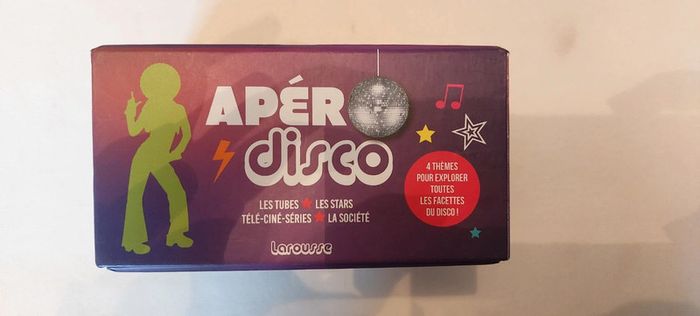 APÉRO
disco
LES TUBES ★ LES STARS
TÉLÉ-CINÉ-SÉRIES ★ LA SOCIÉTÉ
Larousse
4 THÈMES
POUR EXPLORER
TOUTES
LES FACETTES
DU DISCO !